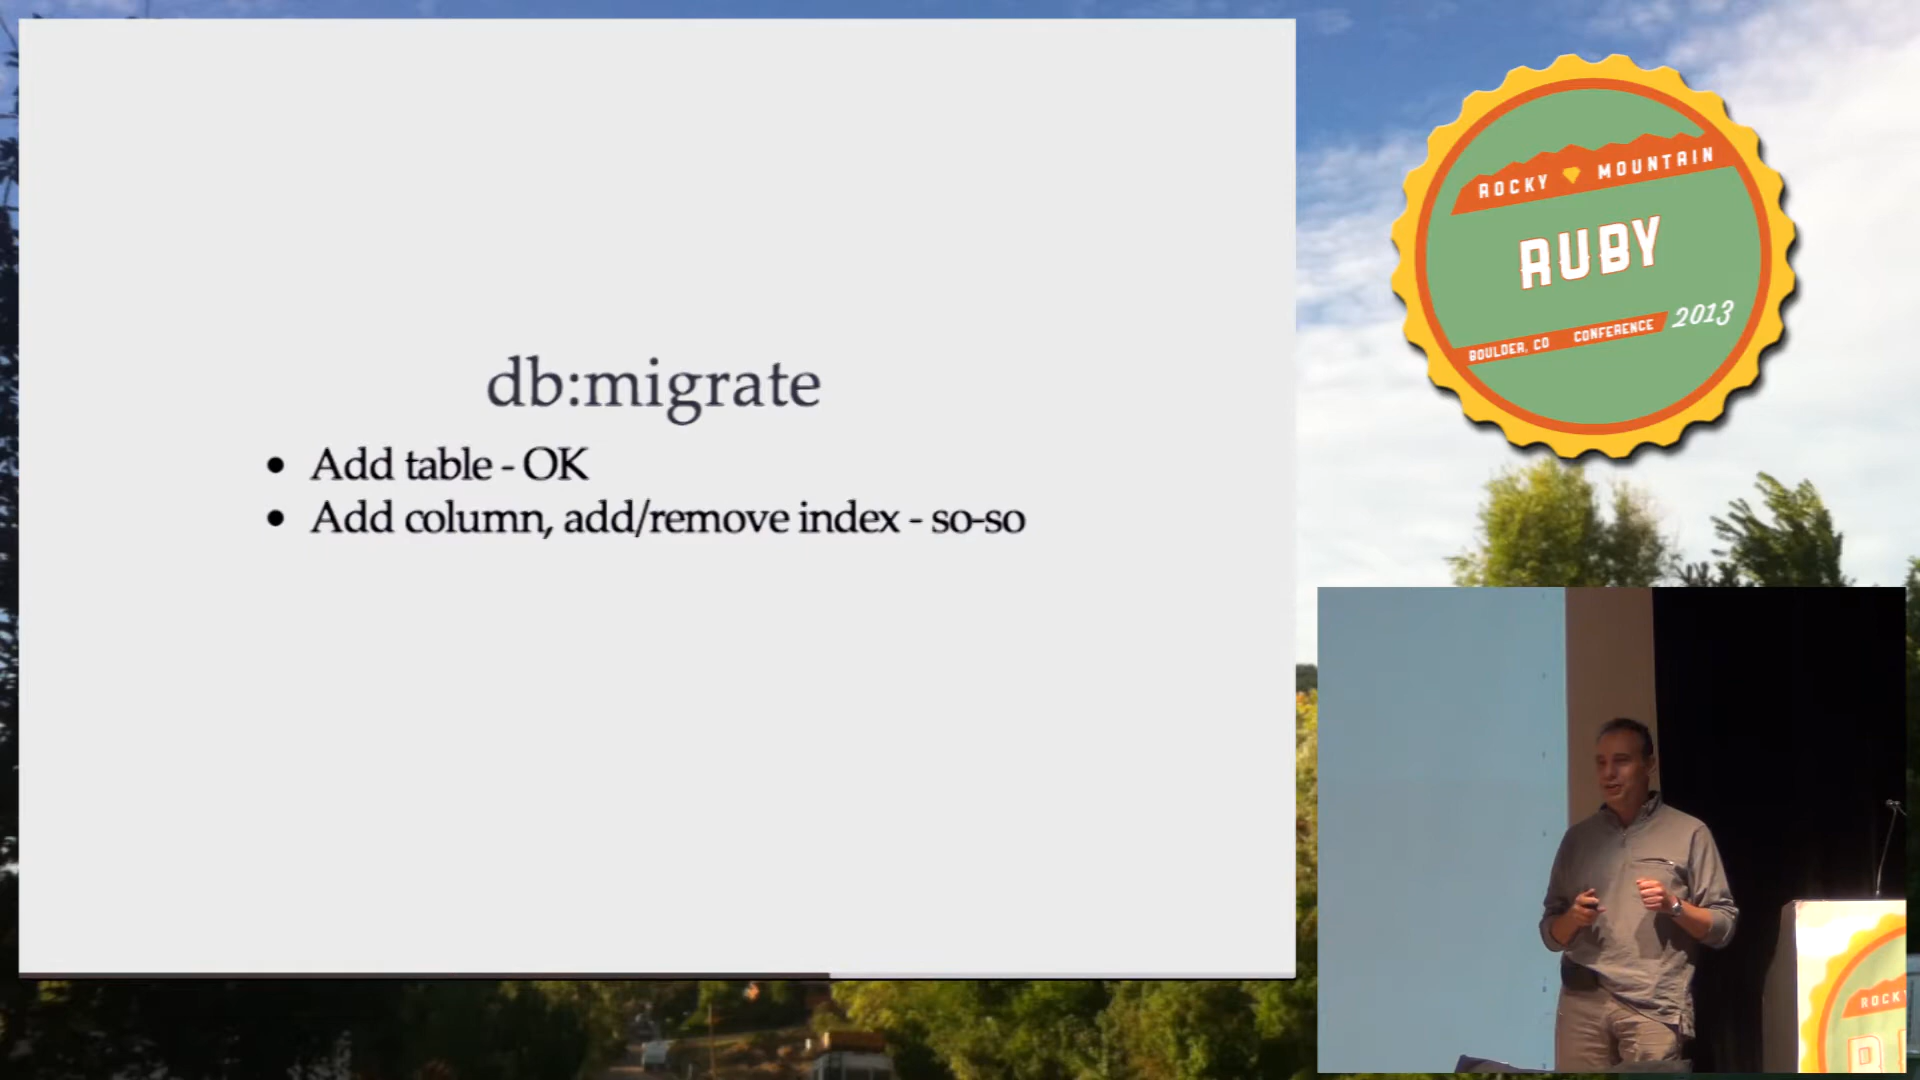 db:migrate
• Add table - OK
• Add column, add/remove index - so-so
ROCKY MOUNTAIN
RUBY
BOULDER, CO CONFERENCE 2013
ROCK